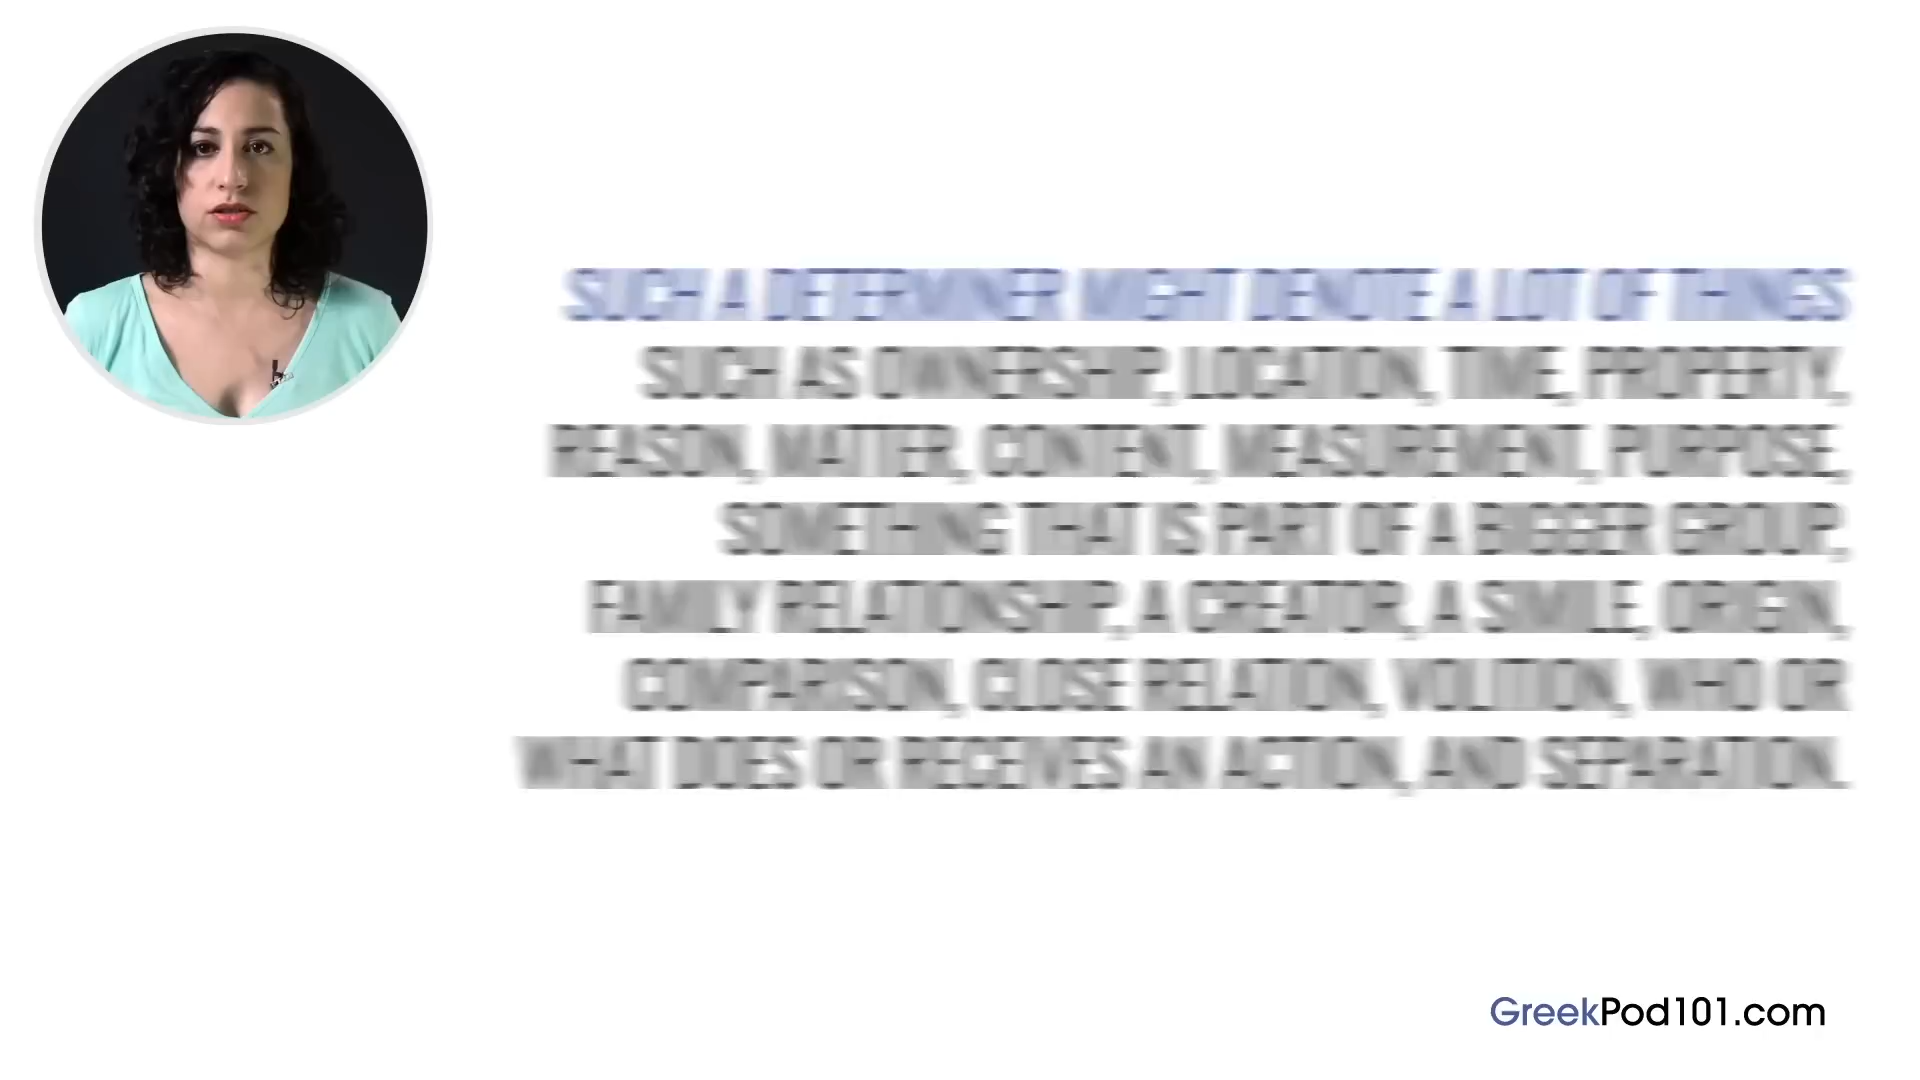 SUCH A DETERMINER MIGHT DENOTE A LOT OF THINGS
SUCH AS OWNERSHIP, LOCATION, TIME, PROPERTY,
REASON, MATTER, CONTENT, MEASUREMENT, PURPOSE,
SOMETHING THAT IS PART OF A BIGGER GROUP,
FAMILY RELATIONSHIP, A CREATOR, A SIMILE, ORIGIN,
COMPARISON, CLOSE RELATION, VOLITION, WHO OR
WHAT DOES OR RECEIVES AN ACTION, AND SEPARATION.
GreekPod101.com